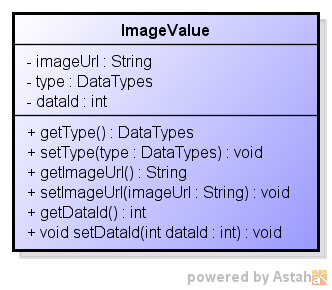 ImageValue
- imageUrl : String
- type : DataTypes
- dataId : int
+ getType() : DataTypes
+ setType(type : DataTypes) : void
+ getImageUrl() : String
+ setImageUrl(imageUrl : String) : void
+ getDataId() : int
+ void setDataId(int dataId : int) : void
powered by Astah